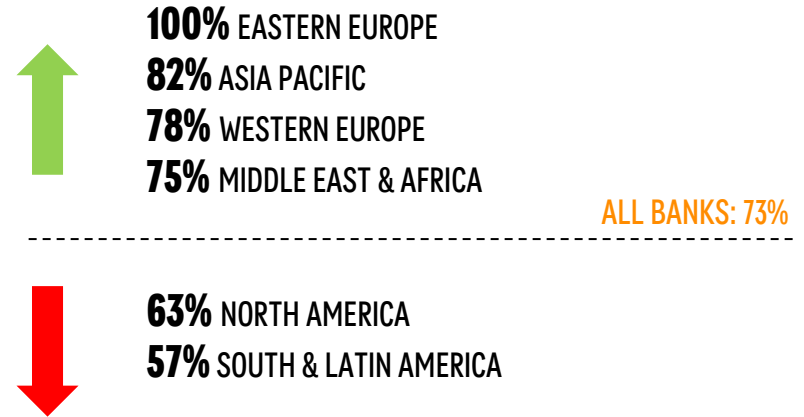 100% EASTERN EUROPE
82% ASIA PACIFIC
78% WESTERN EUROPE
75% MIDDLE EAST & AFRICA
ALL BANKS: 73%
63% NORTH AMERICA
57% SOUTH & LATIN AMERICA